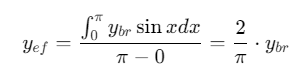 y_{ef} = \frac{\int_0^{\pi} y_{br} \sin x dx}{\pi - 0} = \frac{2}{\pi} \cdot y_{br}